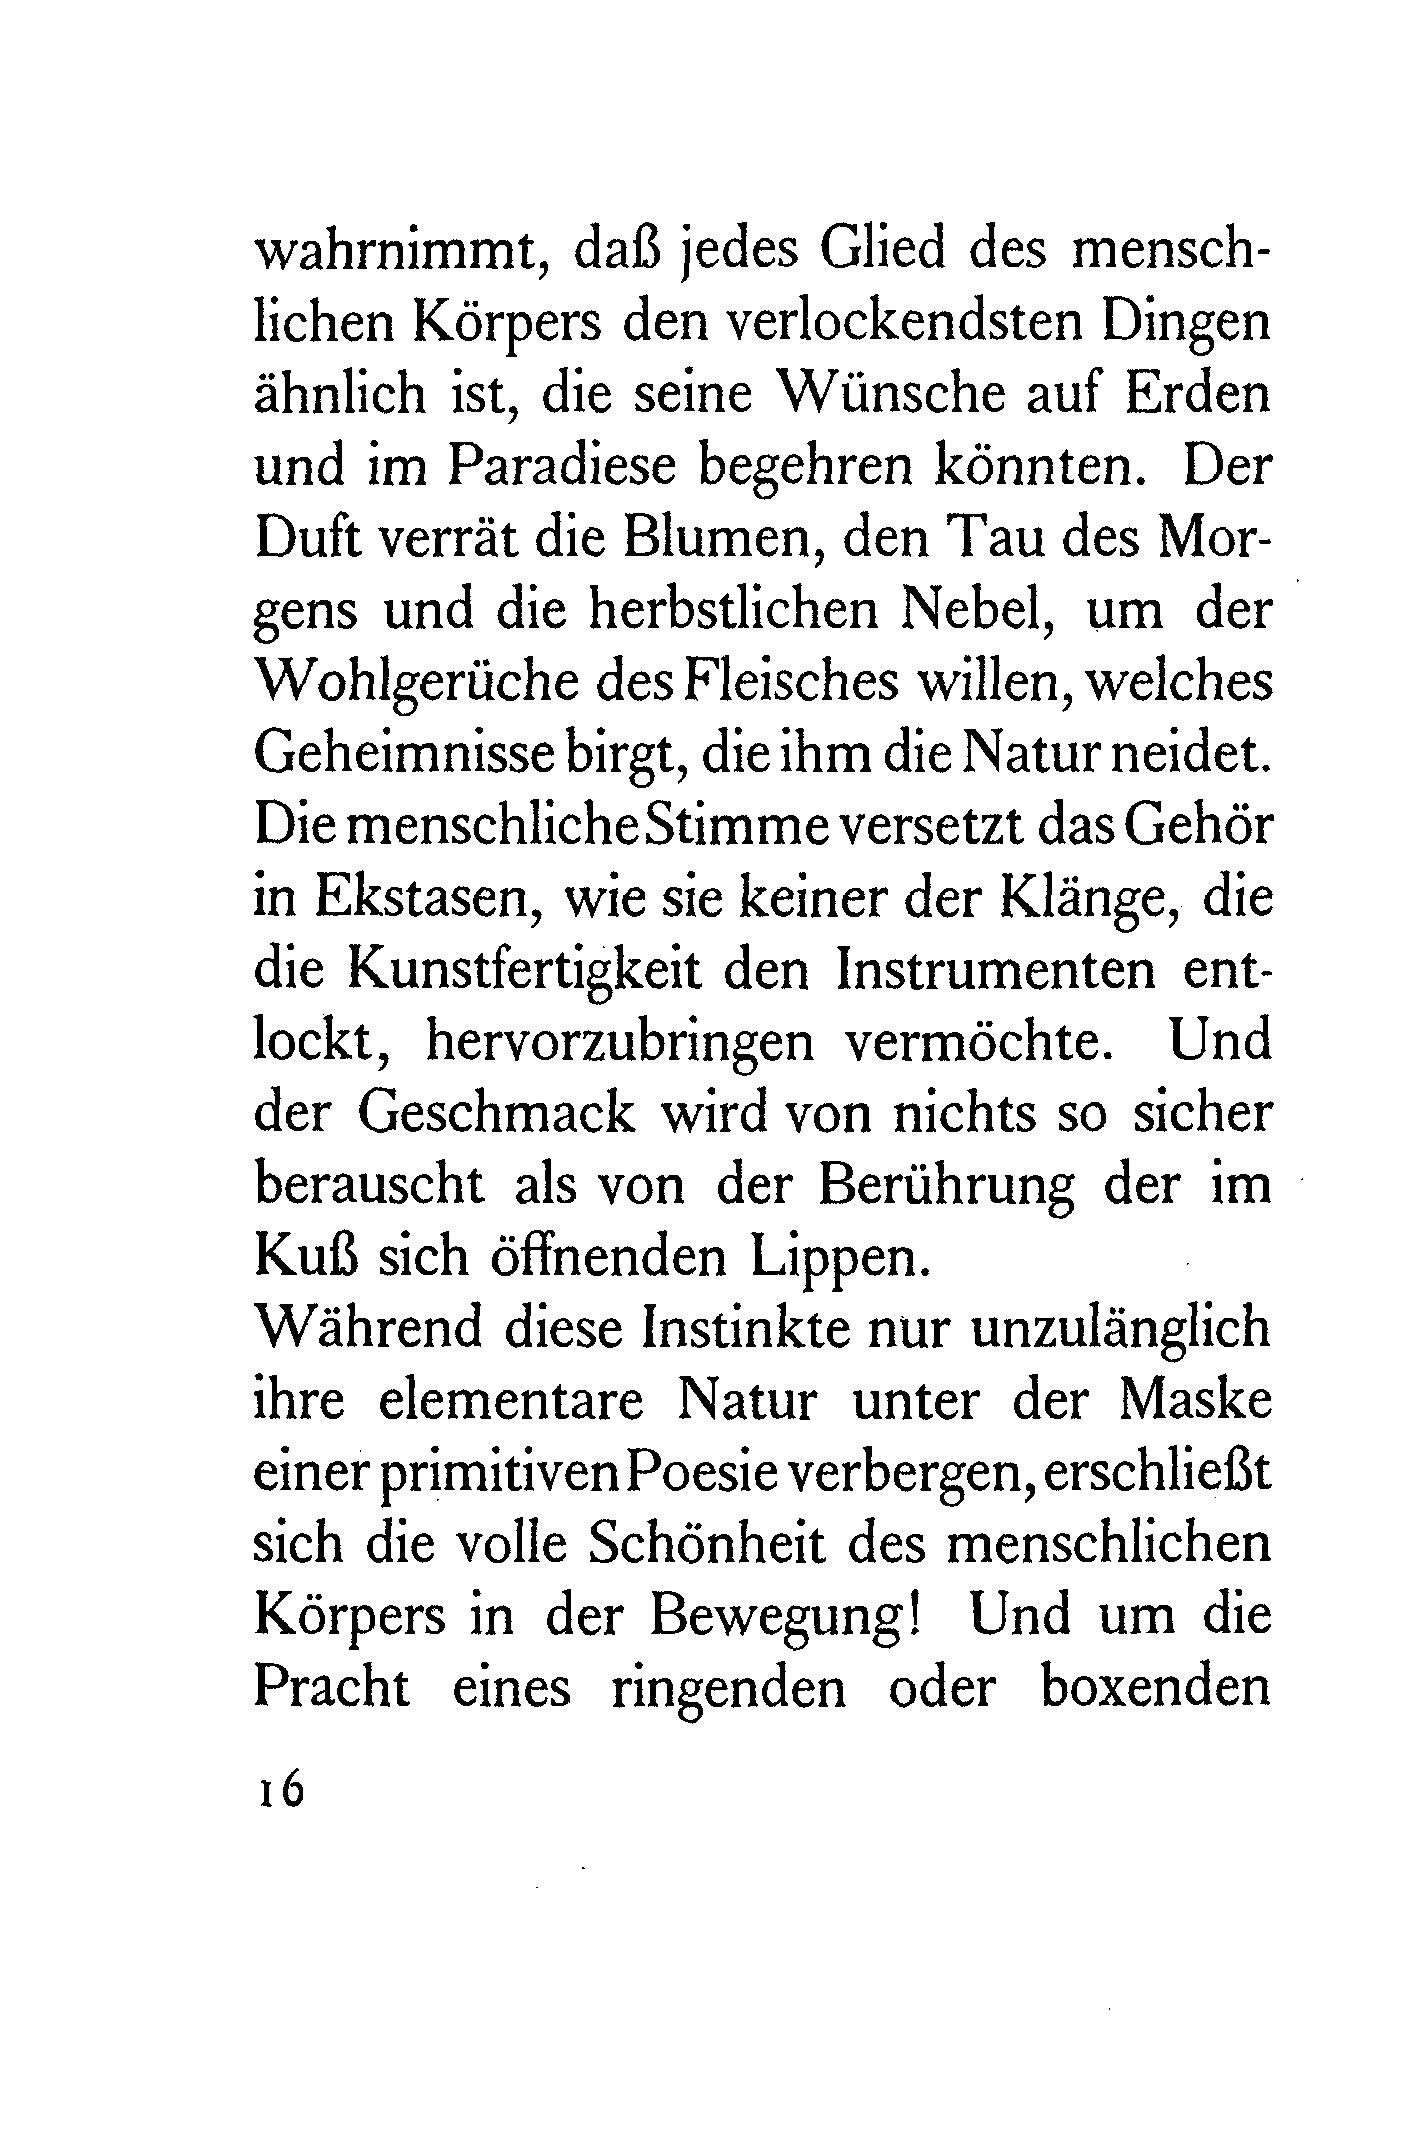 wahrnimmt, daß jedes Glied des mensch-
lichen Körpers den verlockendsten Dingen
ähnlich ist, die seine Wünsche auf Erden
und im Paradiese begehren könnten. Der
Duft verrät die Blumen, den Tau des Mor-
gens und die herbstlichen Nebel, um der
Wohlgerüche des Fleisches willen, welches
Geheimnisse birgt, die ihm die Natur neidet.
Die menschliche Stimme versetzt das Gehör
in Ekstasen, wie sie keiner der Klänge, die
die Kunstfertigkeit den Instrumenten ent-
lockt, hervorzubringen vermöchte. Und
der Geschmack wird von nichts so sicher
berauscht als von der Berührung der im
Kuß sich öffnenden Lippen.
Während diese Instinkte nur unzulänglich
ihre elementare Natur unter der Maske
einer primitiven Poesie verbergen, erschließt
sich die volle Schönheit des menschlichen
Körpers in der Bewegung! Und um die
Pracht eines ringenden oder boxenden
16